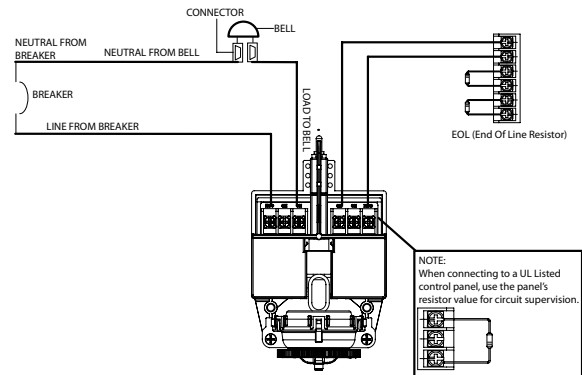 CONNECTOR
BELL
NEUTRAL FROM
BREAKER
NEUTRAL FROM BELL
BREAKER
LINE FROM BREAKER
LOAD TO BELL
EOL (End Of Line Resistor)
NOTE:
When connecting to a UL Listed
control panel, use the panel's
resistor value for circuit supervision.